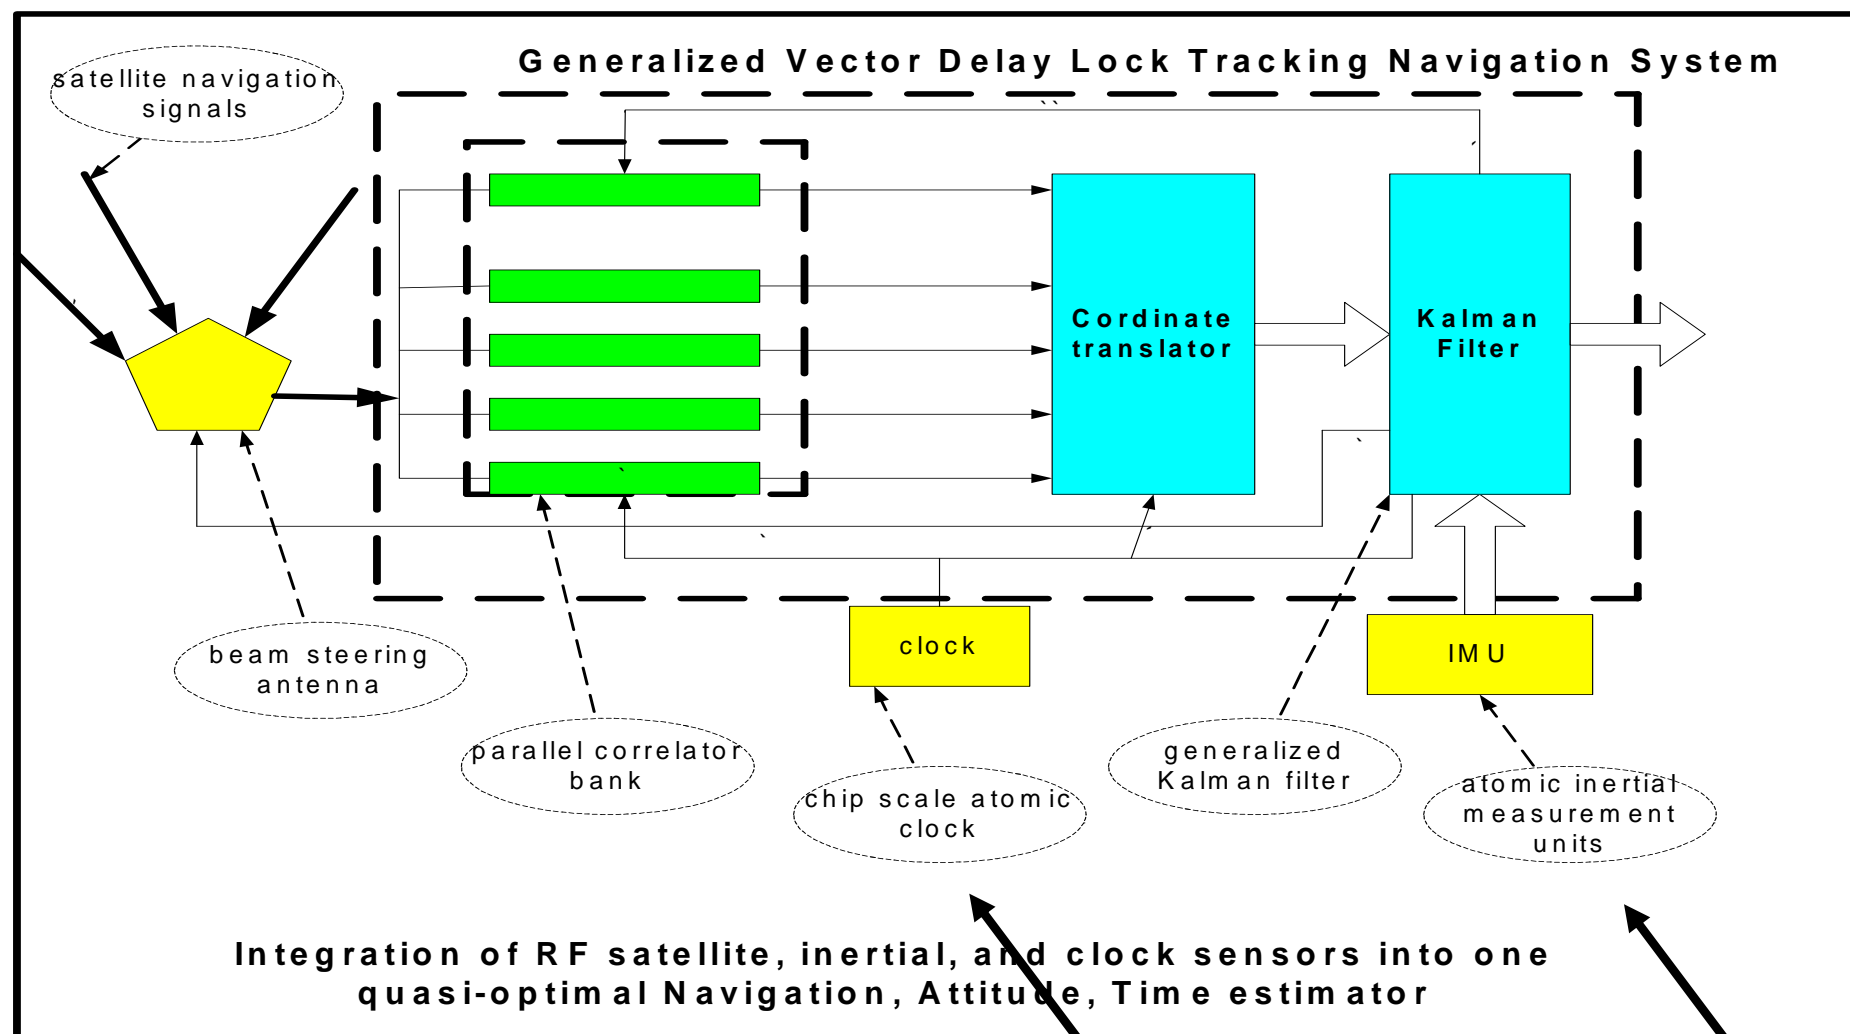 Generalized Vector Delay Lock Tracking Navigation System
satellite navigation
signals
Cordinate
translator
Kalman
Filter
clock
IMU
beam steering
antenna
parallel correlator
bank
chip scale atomic
clock
generalized
Kalman filter
atomic inertial
measurement
units
Integration of RF satellite, inertial, and clock sensors into one
quasi-optimal Navigation, Attitude, Time estimator